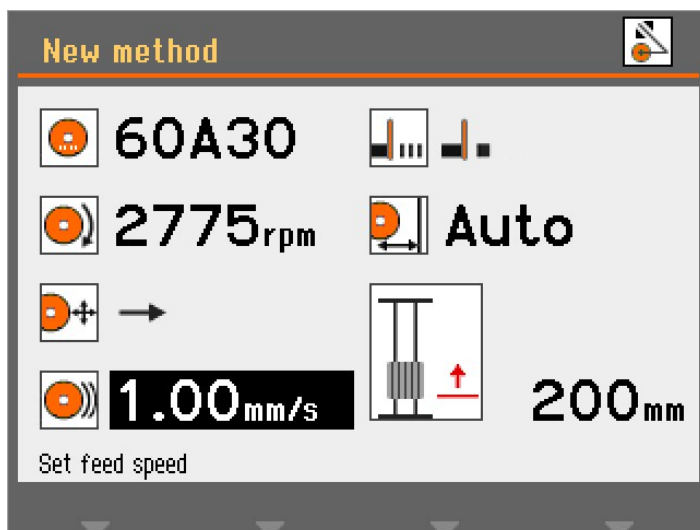 New method
60A30
2775rpm
Auto
1.00mm/s
200mm
Set feed speed